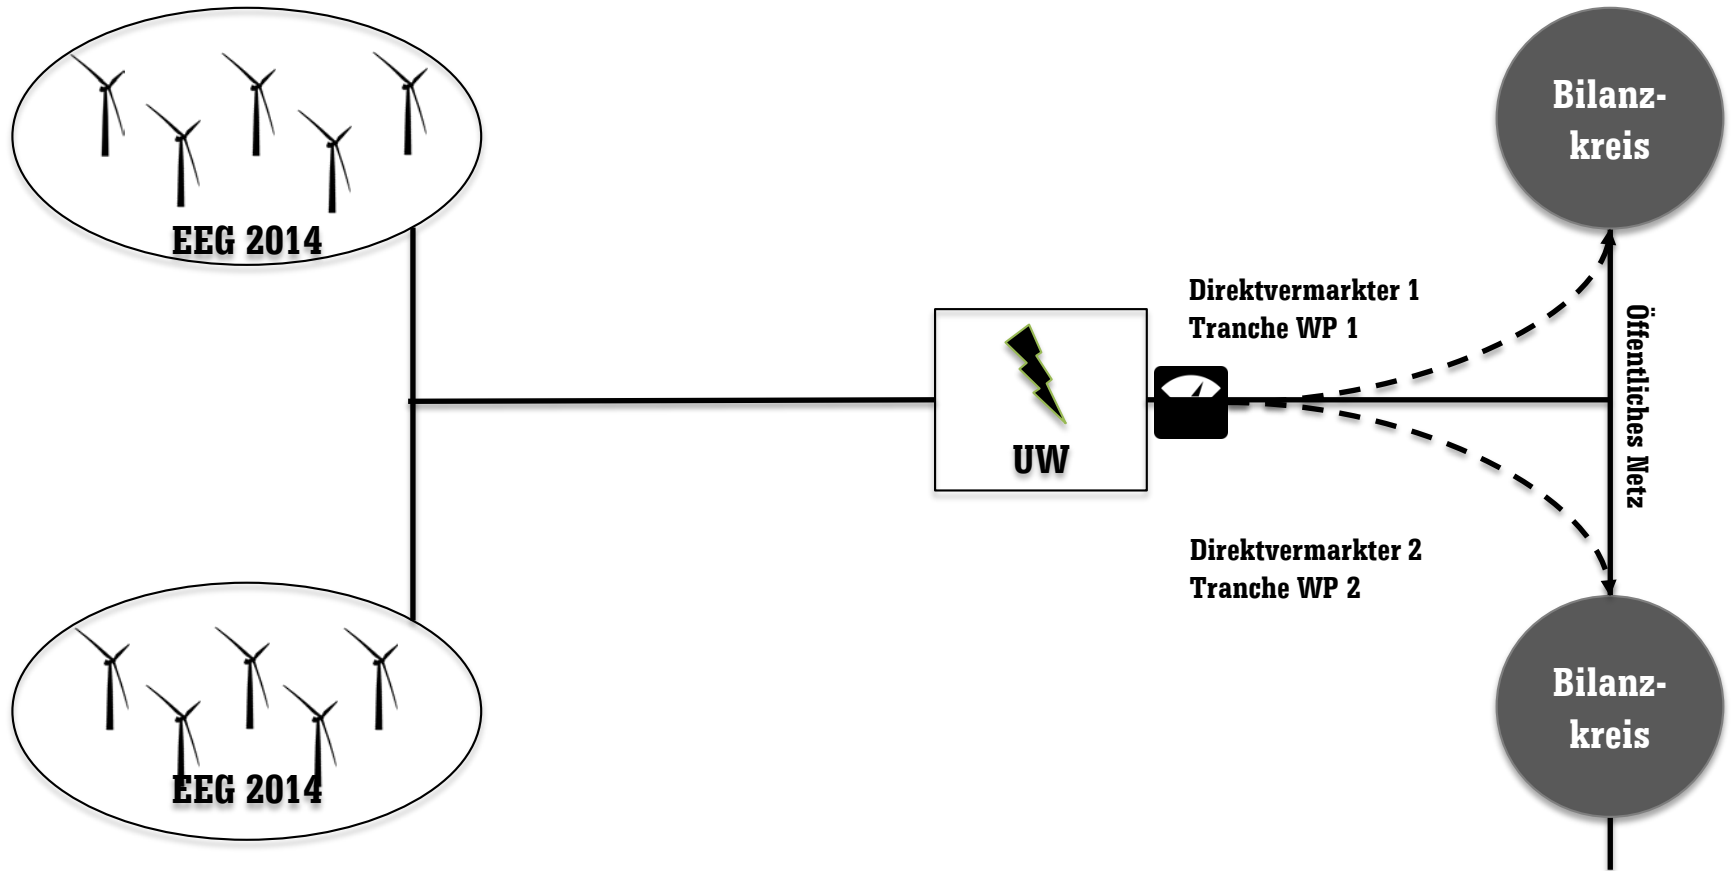 EEG 2014
Bilanz-
kreis
Direktvermarkter 1
Tranche WP 1
Öffentliches Netz
UW
Direktvermarkter 2
Tranche WP 2
EEG 2014
Bilanz-
kreis